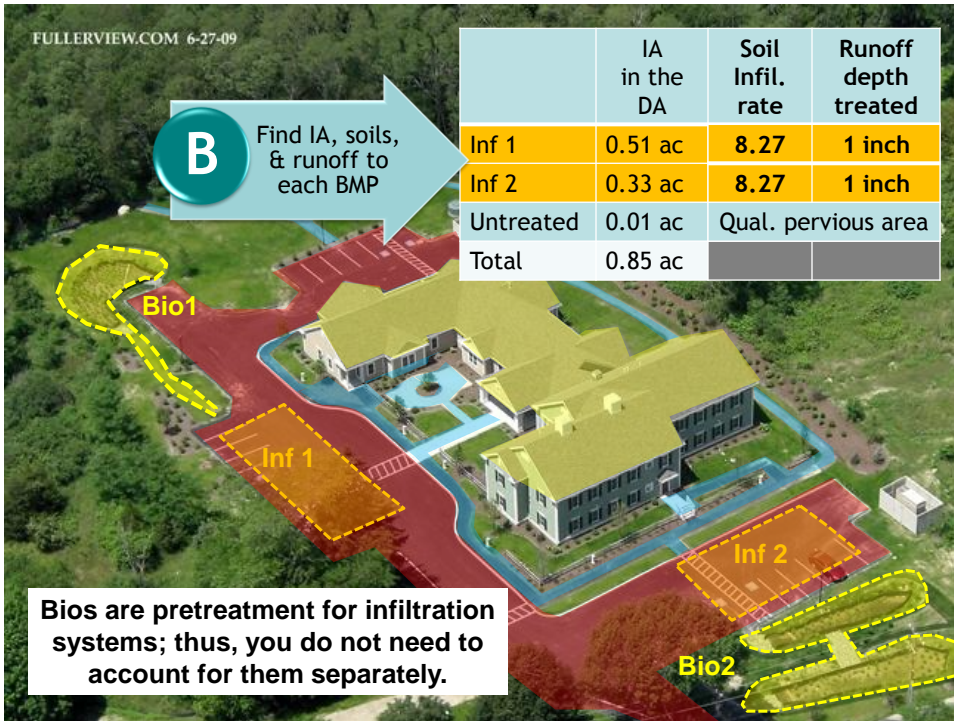 FULLERVIEW.COM 6-27-09
B
Find IA, soils,
& runoff to
each BMP
IA
in the
DA
Soil
Infil.
rate
Runoff
depth
treated
Inf 1 0.51 ac 8.27 1 inch
Inf 2 0.33 ac 8.27 1 inch
Untreated 0.01 ac Qual. pervious area
Total 0.85 ac
Bio1
Inf 1
Inf 2
Bios are pretreatment for infiltration
systems; thus, you do not need to
account for them separately.
Bio2